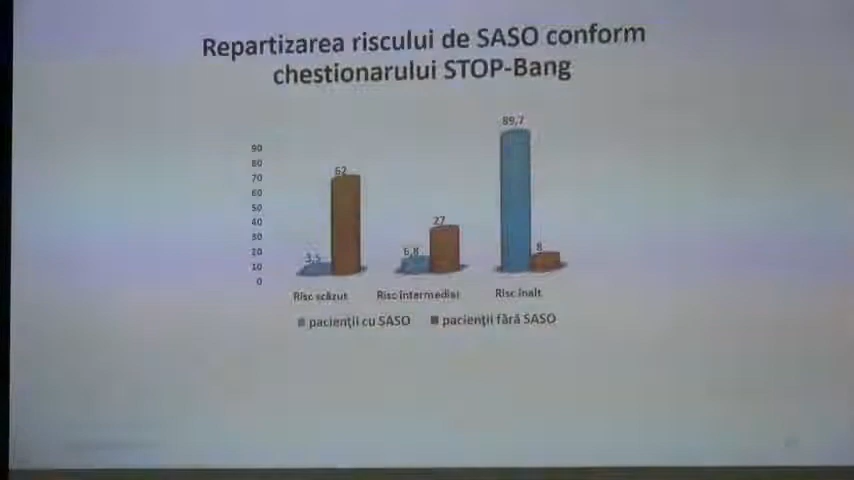 Repartizarea riscului de SASO conform
chestionarului STOP-Bang
89,7
90
80
70
60
50
40
30
20
10
0
3,5
62
6,8
27
8
Risc scăzut
Risc intermediar
Risc înalt
pacienții cu SASO
pacienții fără SASO